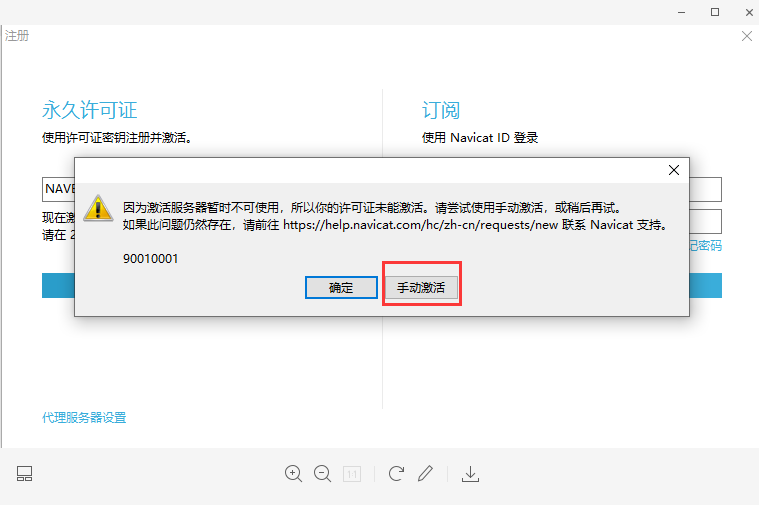 注册
永久许可证
订阅
使用许可证密钥注册并激活。
使用 Navicat ID 登录
NAVE
现在激
请在 2
记密码
因为激活服务器暂时不可使用，所以你的许可证未能激活。请尝试使用手动激活，或稍后再试。
如果此问题仍然存在，请前往 https://help.navicat.com/hc/zh-cn/requests/new 联系 Navicat 支持。
90010001
确定
手动激活
代理服务器设置
1:1